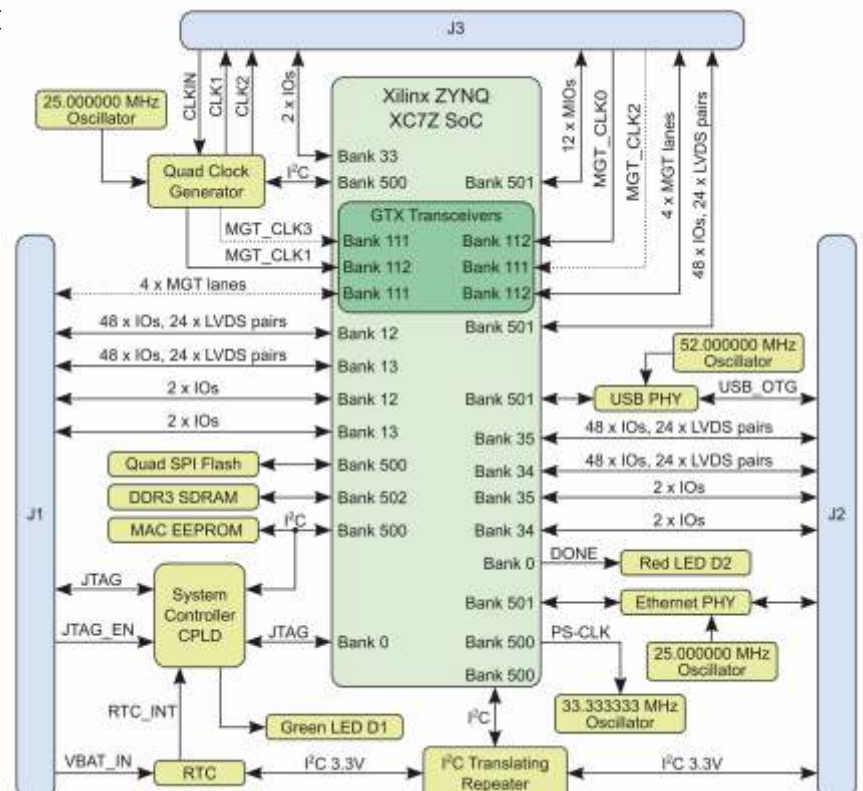 J3
25.000000 MHz
Oscillator
CLKIN
CLK1
CLK2
2 x IOs
Xilinx ZYNQ
XC7Z SoC
12 x MIOs
MGT_CLK0
MGT_CLK2
4 x MGT lanes
48 x IOs, 24 x LVDS pairs
Quad Clock
Generator
I²C
Bank 33
Bank 500
Bank 501
GTX Transceivers
MGT_CLK3
Bank 111
Bank 112
MGT_CLK1
Bank 112
Bank 111
4 x MGT lanes
Bank 111
Bank 112
48 x IOs, 24 x LVDS pairs
Bank 12
Bank 501
52.000000 MHz
Oscillator
48 x IOs, 24 x LVDS pairs
Bank 13
2 x IOs
Bank 12
Bank 501
USB PHY
USB_OTG
2 x IOs
Bank 13
Bank 35
48 x IOs, 24 x LVDS pairs
Quad SPI Flash
Bank 500
Bank 34
48 x IOs, 24 x LVDS pairs
DDR3 SDRAM
Bank 502
Bank 35
2 x IOs
J1
MAC EEPROM
I²C
Bank 500
Bank 34
2 x IOs
J2
Bank 0
DONE
Red LED D2
JTAG
System
Controller
CPLD
Bank 501
Ethernet PHY
JTAG_EN
JTAG
Bank 0
Bank 500
PS-CLK
25.000000 MHz
Oscillator
Bank 500
RTC_INT
Green LED D1
I²C
33.333333 MHz
Oscillator
VBAT_IN
RTC
I²C 3.3V
I²C Translating
Repeater
I²C 3.3V